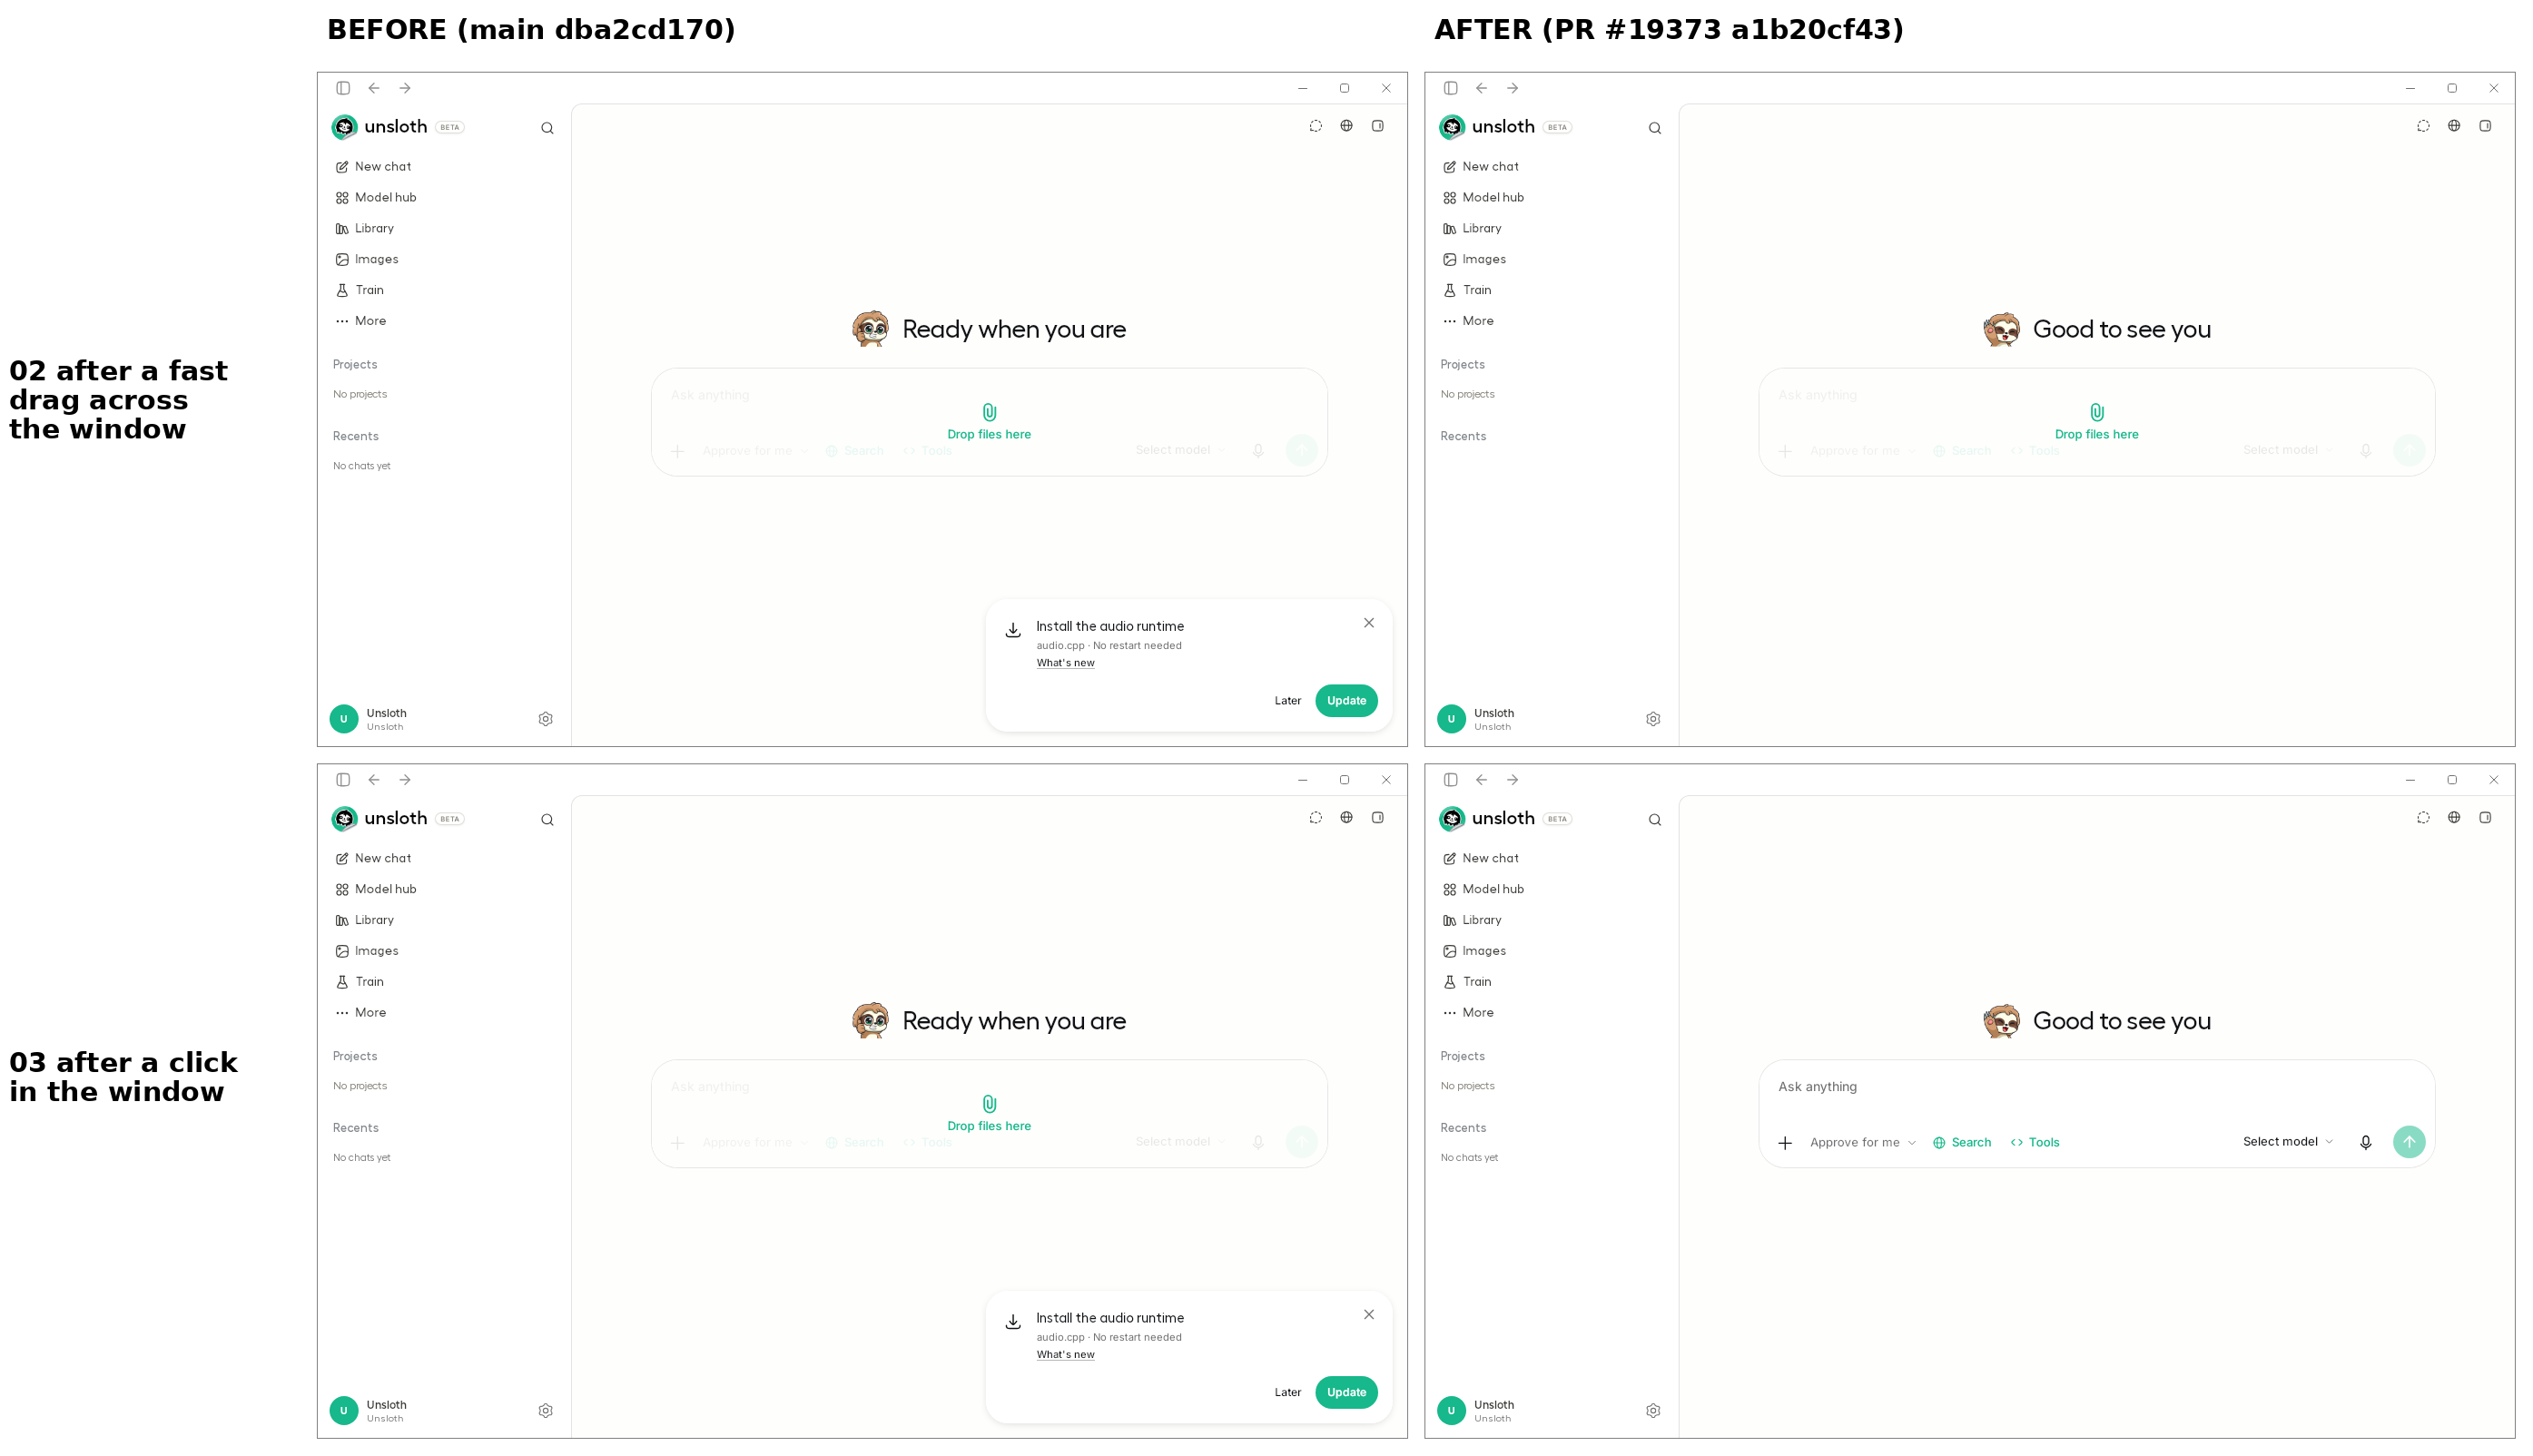 BEFORE (main dba2cd170)
AFTER (PR #19373 a1b20cf43)
02 after a fast
drag across
the window
unsloth BETA
New chat
Model hub
Library
Images
Train
More
Projects
No projects
Recents
No chats yet
Unsloth
Unsloth
U
Ready when you are
Ask anything
Drop files here
Approve for me
Search
Tools
Select model
Install the audio runtime
audio.cpp · No restart needed
What's new
Later
Update
unsloth BETA
New chat
Model hub
Library
Images
Train
More
Projects
No projects
Recents
U
Unsloth
Unsloth
Good to see you
Ask anything
Drop files here
Approve for me
Search
Tools
Select model
03 after a click
in the window
unsloth BETA
New chat
Model hub
Library
Images
Train
More
Projects
No projects
Recents
No chats yet
U
Unsloth
Unsloth
Ready when you are
Ask anything
Drop files here
Approve for me
Search
Tools
Select model
Install the audio runtime
audio.cpp · No restart needed
What's new
Later
Update
unsloth BETA
New chat
Model hub
Library
Images
Train
More
Projects
No projects
Recents
No chats yet
U
Unsloth
Unsloth
Good to see you
Ask anything
Approve for me
Search
Tools
Select model